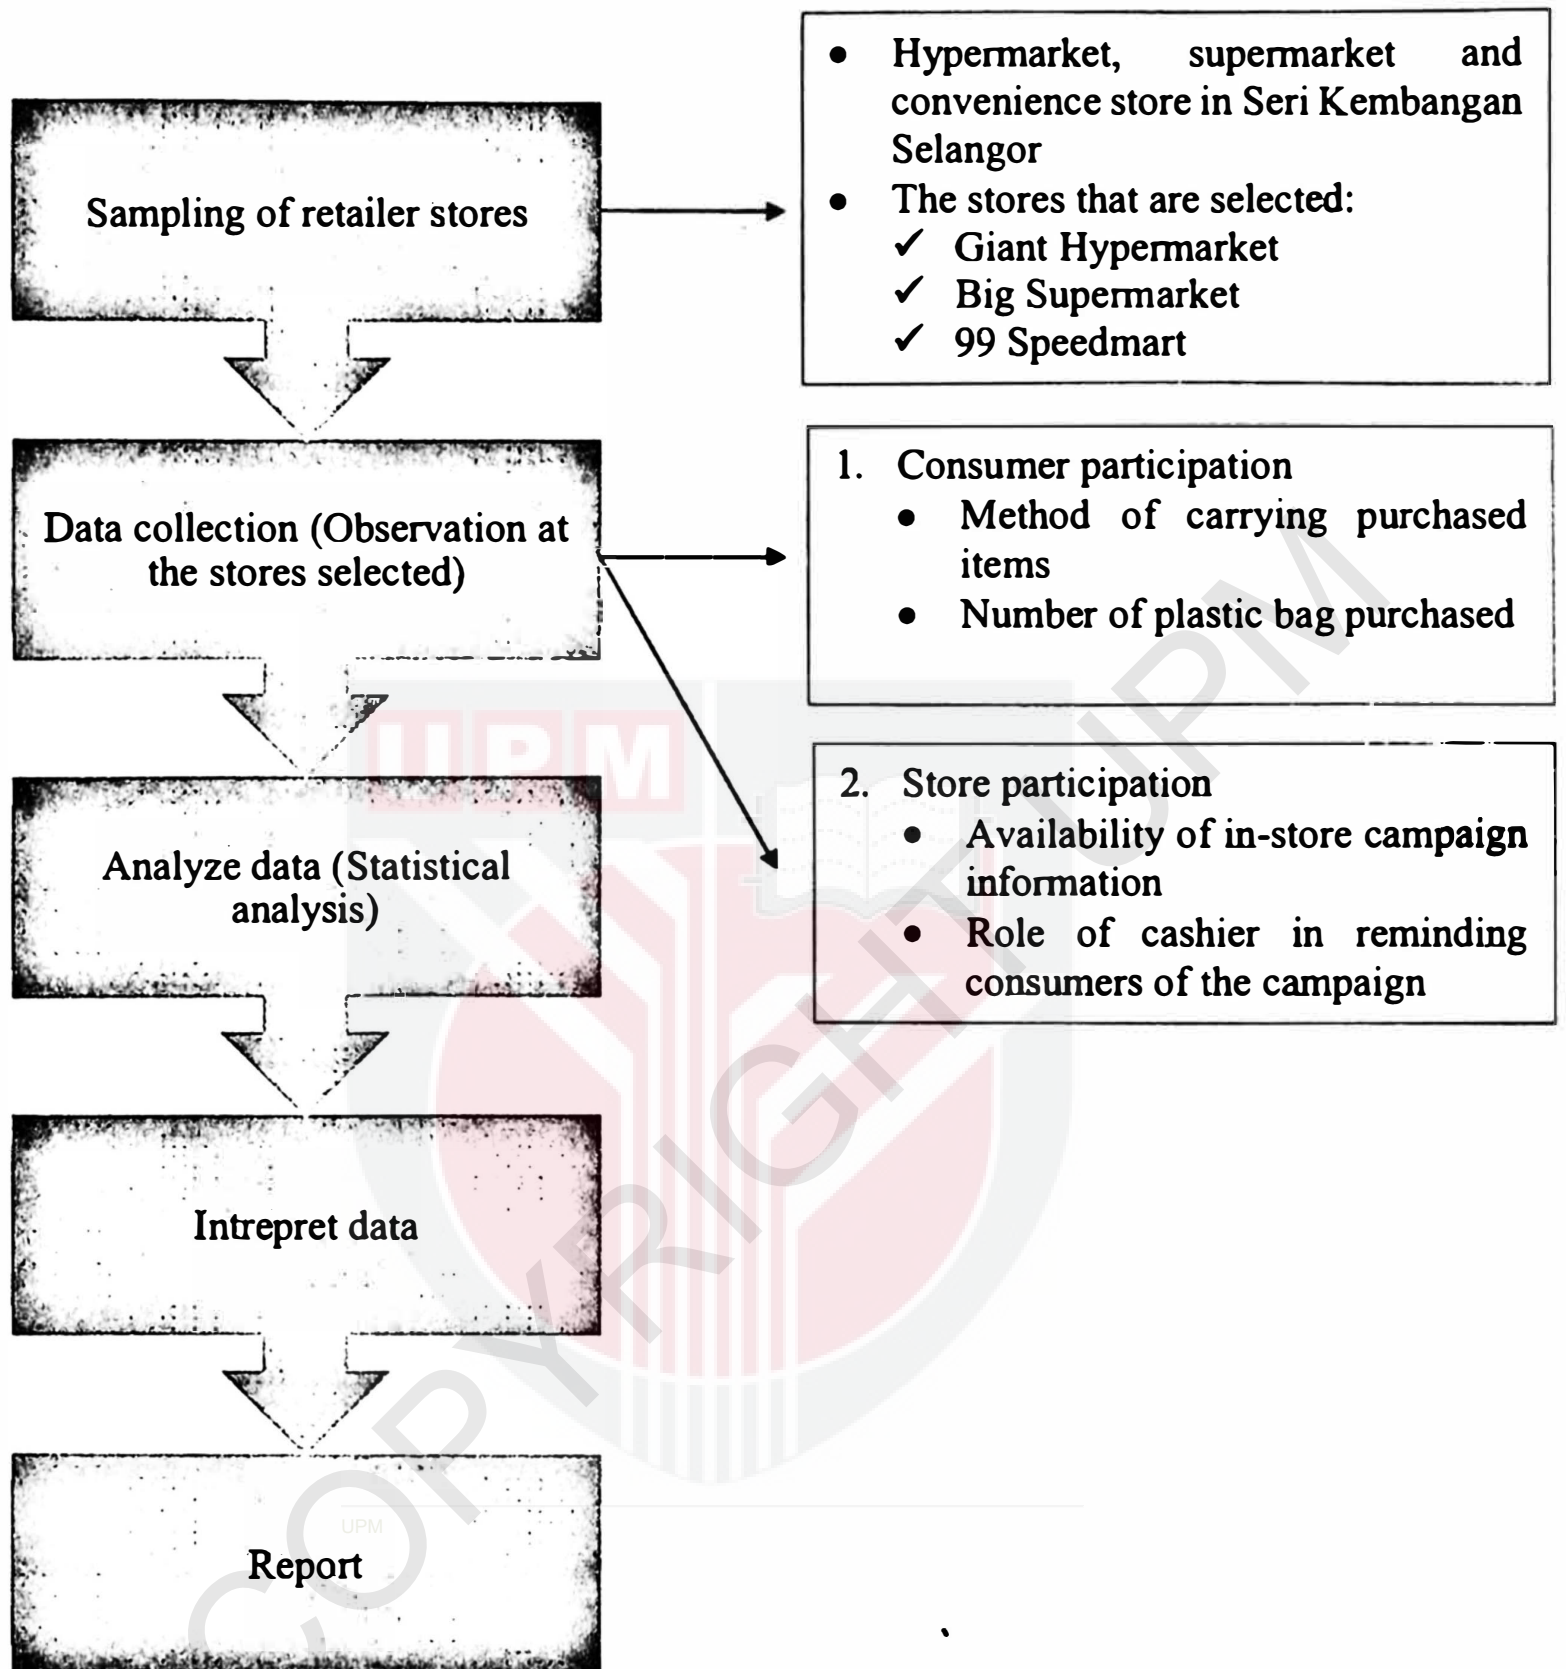 Sampling of retailer stores
● Hypermarket, supermarket and
convenience store in Seri Kembangan
Selangor
● The stores that are selected:
✓ Giant Hypermarket
✓ Big Supermarket
✓ 99 Speedmart
Data collection (Observation at
the stores selected)
1. Consumer participation
● Method of carrying purchased
items
● Number of plastic bag purchased
2. Store participation
● Availability of in-store campaign
information
● Role of cashier in reminding
consumers of the campaign
Analyze data (Statistical
analysis)
Intrepret data
Report
UPM
UPM
COPYRIGHT UPM